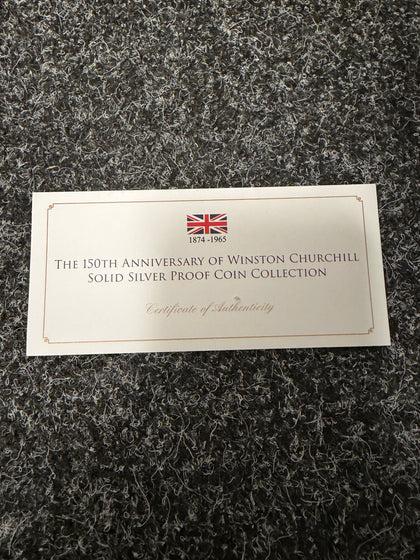 1874 -1965
The 150th Anniversary of Winston Churchill
Solid Silver Proof Coin Collection
Certificate of Authenticity